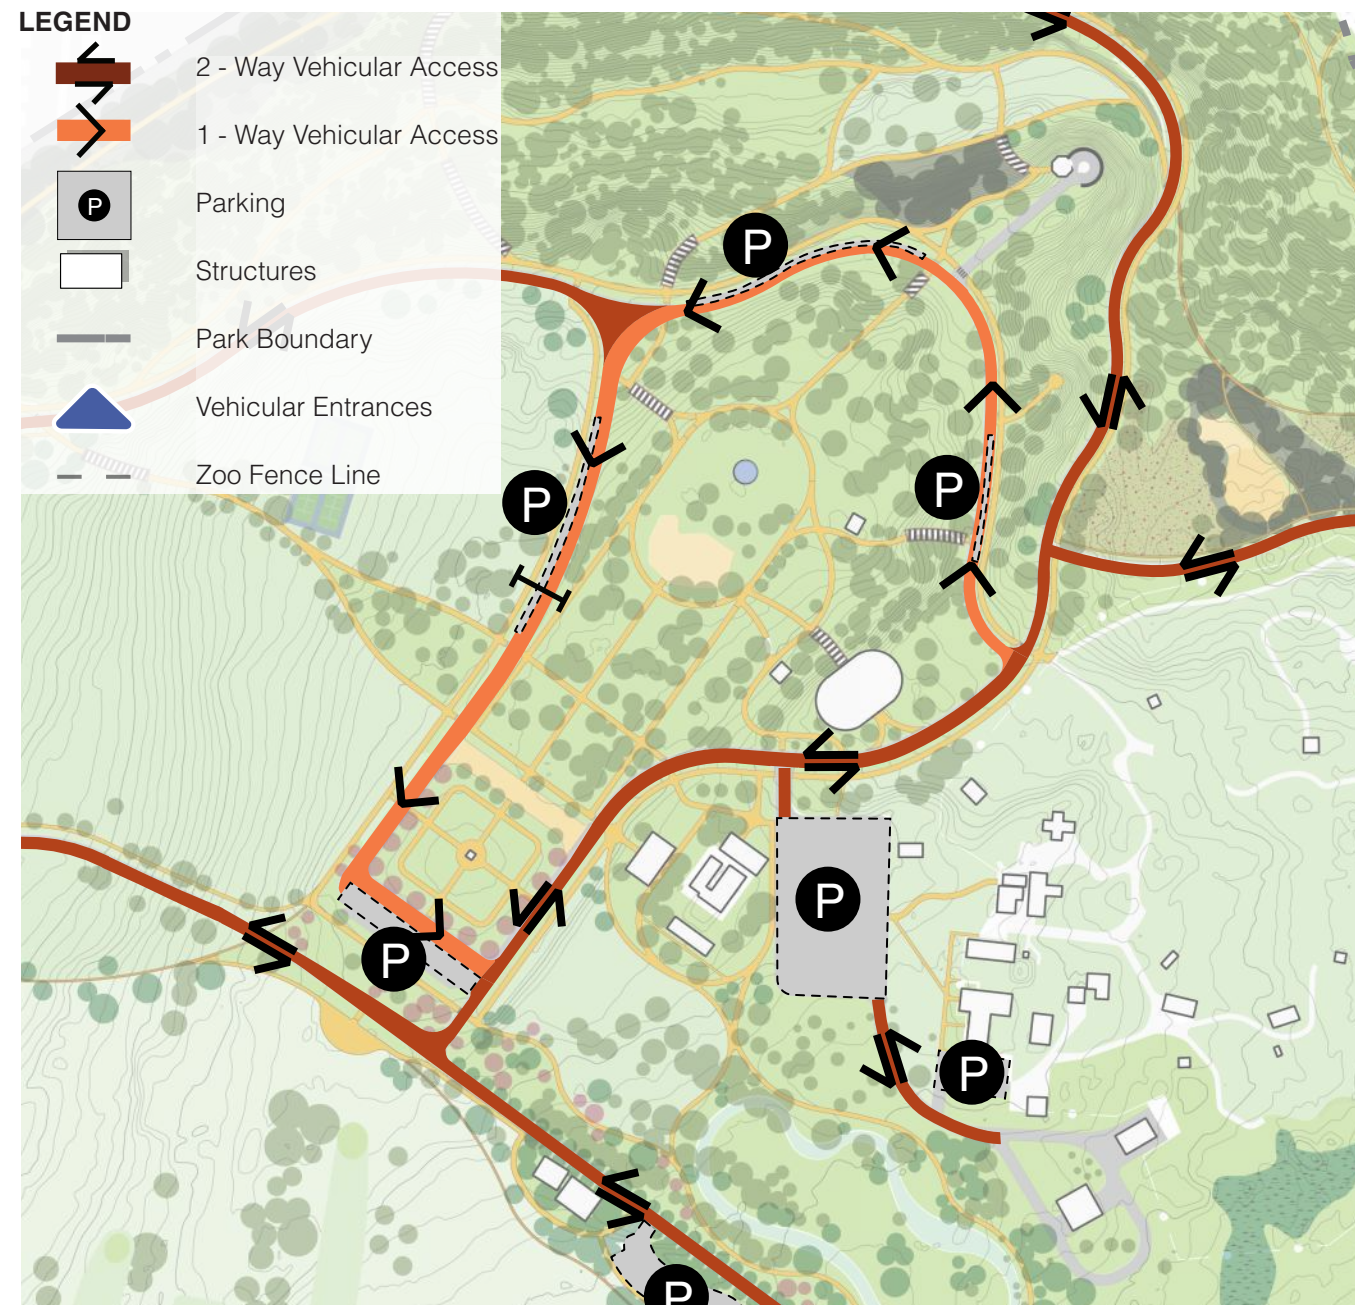 LEGEND
2 - Way Vehicular Access
1 - Way Vehicular Access
P
Parking
Structures
Park Boundary
Vehicular Entrances
Zoo Fence Line
P
P
P
P
P
P
P